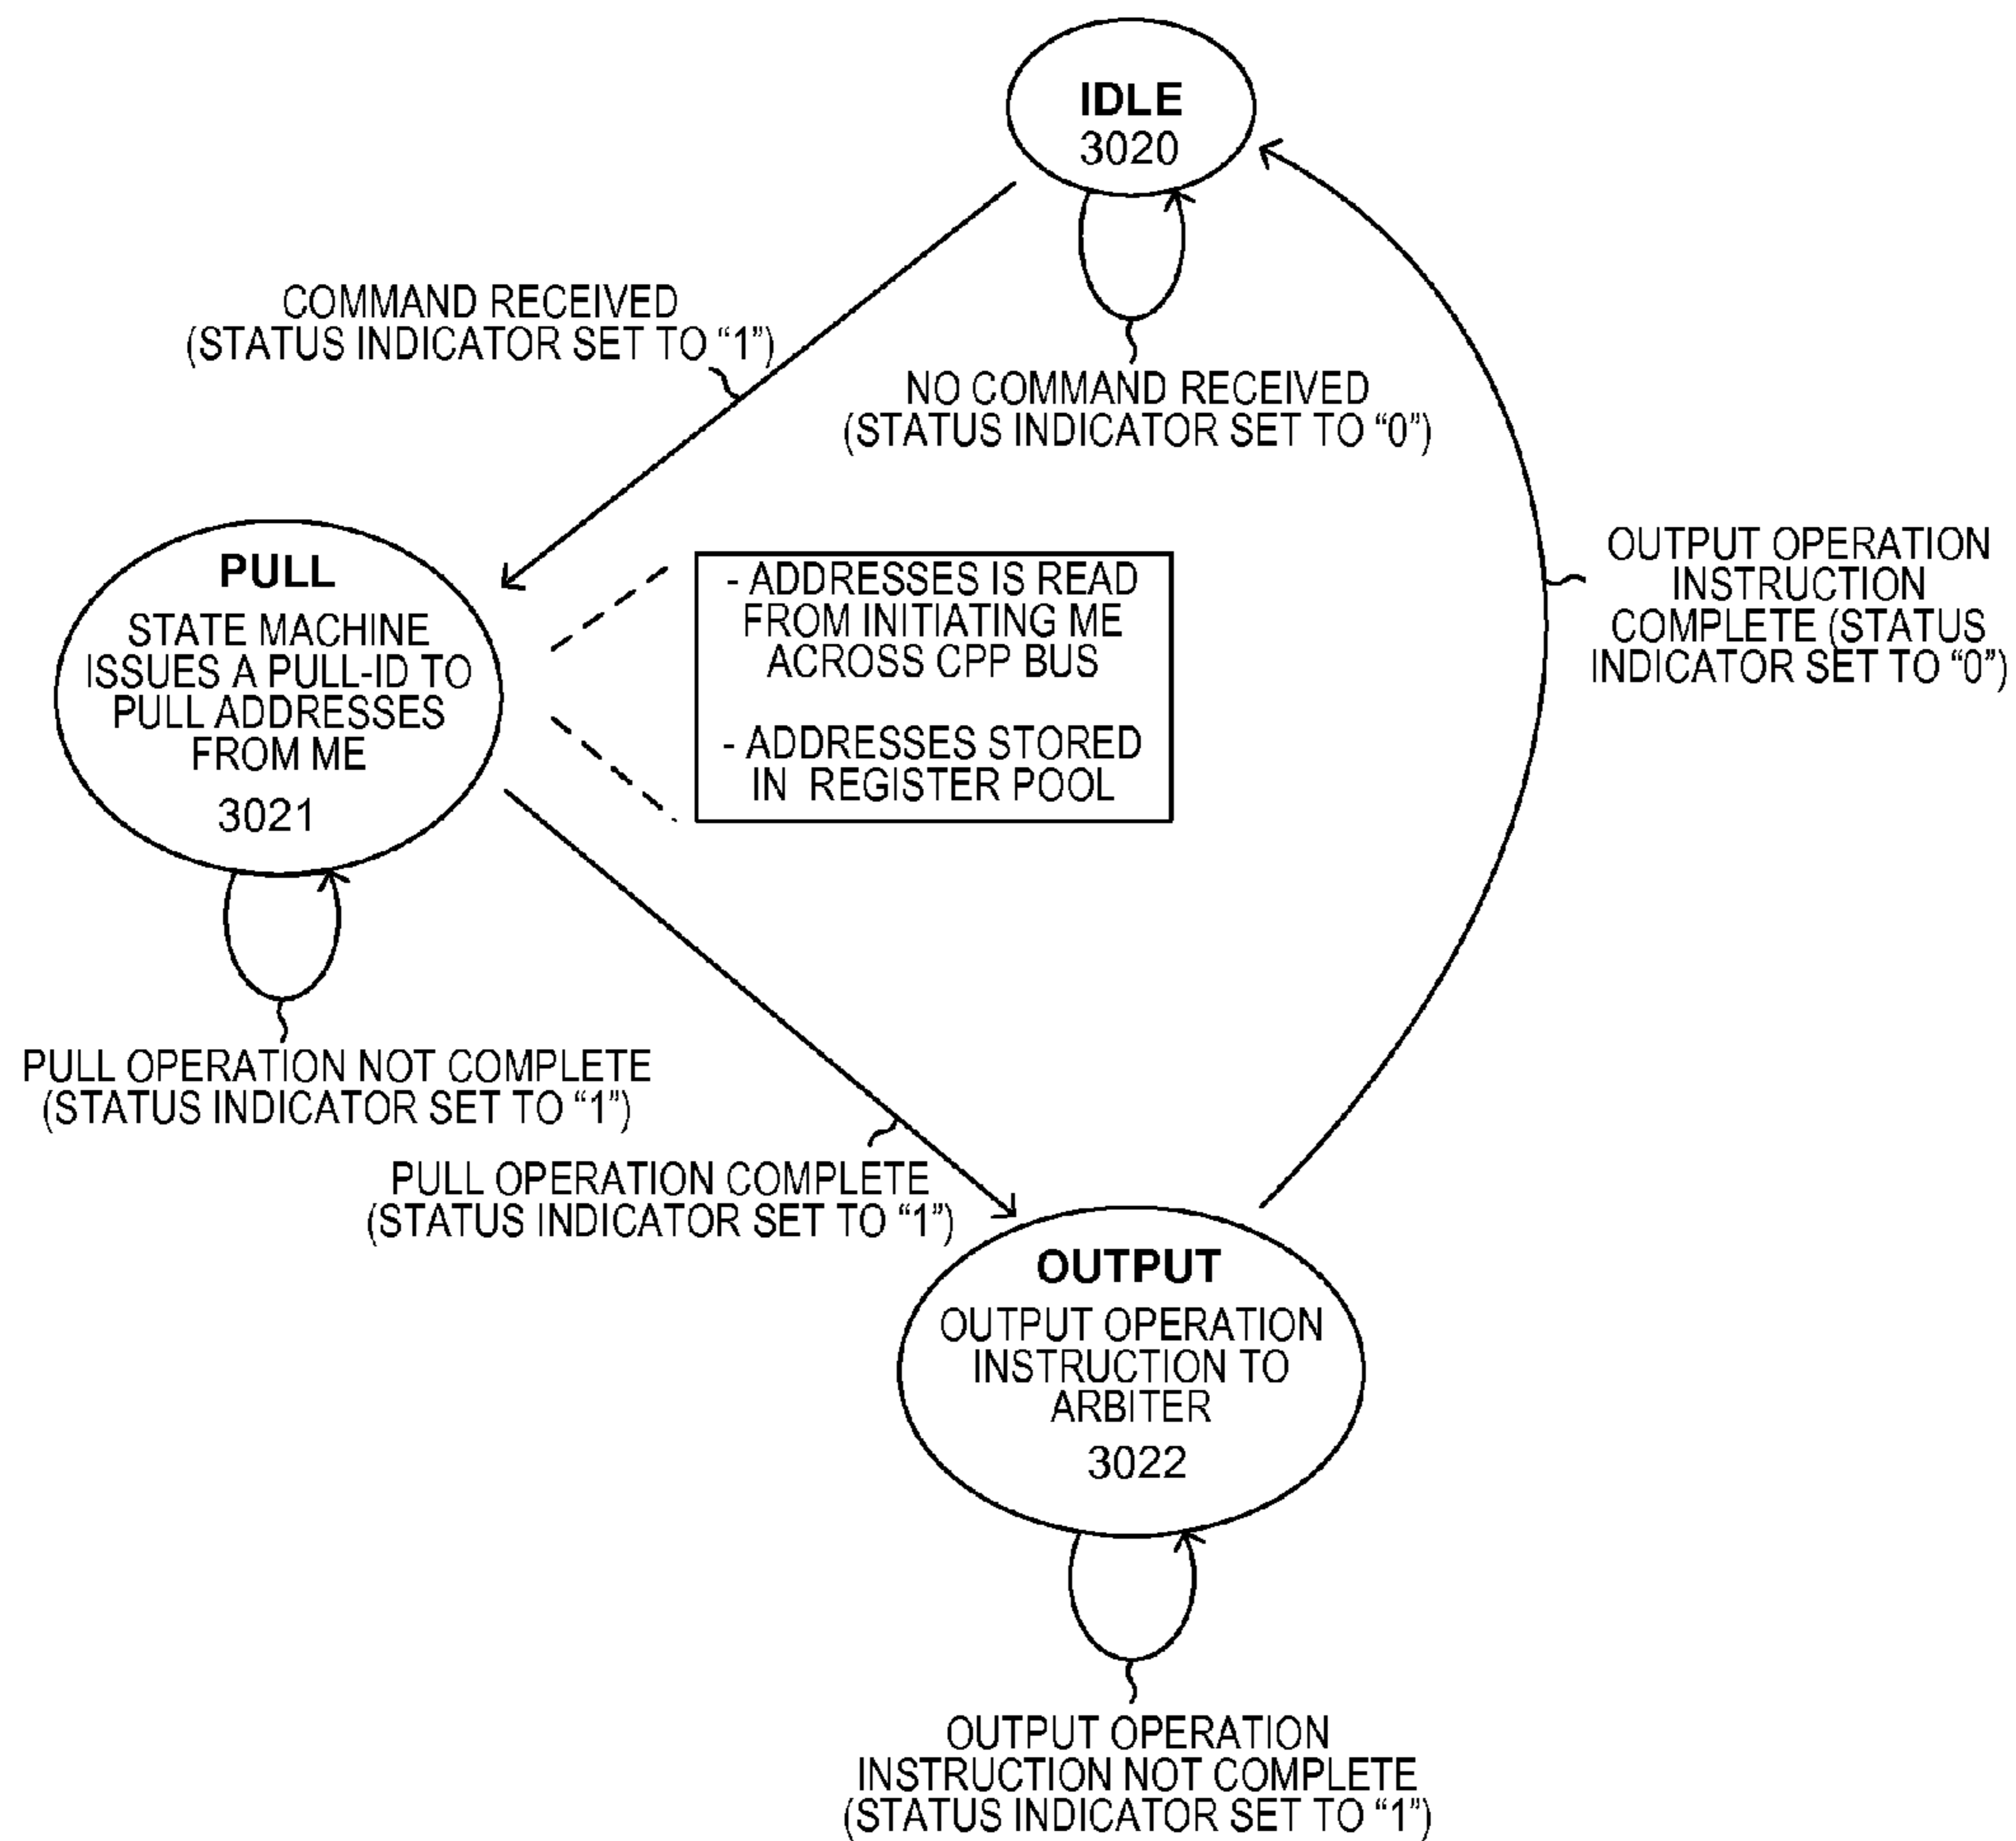 IDLE
3020
COMMAND RECEIVED
(STATUS INDICATOR SET TO “1”)
NO COMMAND RECEIVED
(STATUS INDICATOR SET TO “0”)
OUTPUT OPERATION
INSTRUCTION
COMPLETE (STATUS
INDICATOR SET TO “0”)
PULL
STATE MACHINE
ISSUES A PULL-ID TO
PULL ADDRESSES
FROM ME
3021
- ADDRESSES IS READ
FROM INITIATING ME
ACROSS CPP BUS
- ADDRESSES STORED
IN REGISTER POOL
PULL OPERATION NOT COMPLETE
(STATUS INDICATOR SET TO “1”)
PULL OPERATION COMPLETE
(STATUS INDICATOR SET TO “1”)
OUTPUT
OUTPUT OPERATION
INSTRUCTION TO
ARBITER
3022
OUTPUT OPERATION
INSTRUCTION NOT COMPLETE
(STATUS INDICATOR SET TO “1”)